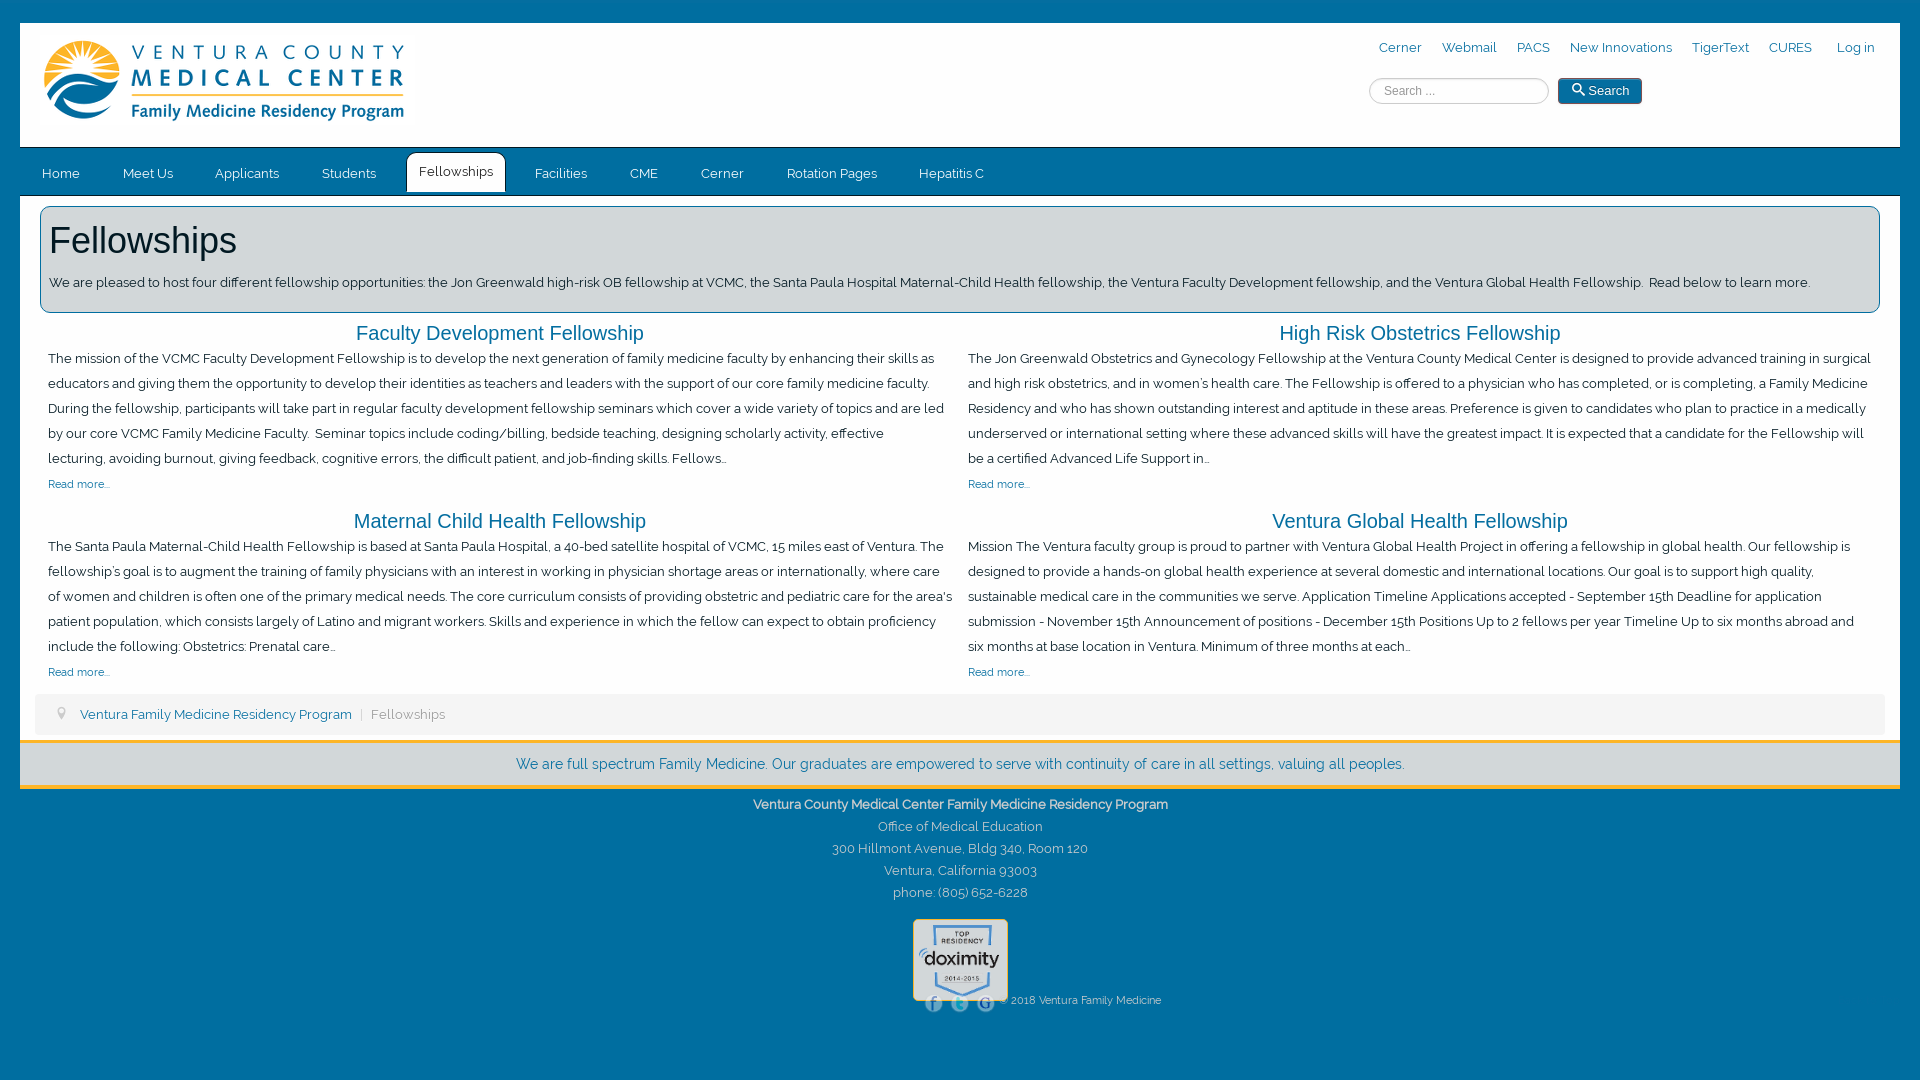 VENTURA COUNTY
MEDICAL CENTER
Family Medicine Residency Program
Cerner Webmail PACS New Innovations TigerText CURES Log in
Search ... Search
Home Meet Us Applicants Students Fellowships Facilities CME Cerner Rotation Pages Hepatitis C
Fellowships
We are pleased to host four different fellowship opportunities: the Jon Greenwald high-risk OB fellowship at VCMC, the Santa Paula Hospital Maternal-Child Health fellowship, the Ventura Faculty Development fellowship, and the Ventura Global Health Fellowship. Read below to learn more.
Faculty Development Fellowship
The mission of the VCMC Faculty Development Fellowship is to develop the next generation of family medicine faculty by enhancing their skills as
educators and giving them the opportunity to develop their identities as teachers and leaders with the support of our core family medicine faculty.
During the fellowship, participants will take part in regular faculty development fellowship seminars which cover a wide variety of topics and are led
by our core VCMC Family Medicine Faculty. Seminar topics include coding/billing, bedside teaching, designing scholarly activity, effective
lecturing, avoiding burnout, giving feedback, cognitive errors, the difficult patient, and job-finding skills. Fellows...
Read more...
High Risk Obstetrics Fellowship
The Jon Greenwald Obstetrics and Gynecology Fellowship at the Ventura County Medical Center is designed to provide advanced training in surgical
and high risk obstetrics, and in women's health care. The Fellowship is offered to a physician who has completed, or is completing, a Family Medicine
Residency and who has shown outstanding interest and aptitude in these areas. Preference is given to candidates who plan to practice in a medically
underserved or international setting where these advanced skills will have the greatest impact. It is expected that a candidate for the Fellowship will
be a certified Advanced Life Support in...
Read more...
Maternal Child Health Fellowship
The Santa Paula Maternal-Child Health Fellowship is based at Santa Paula Hospital, a 40-bed satellite hospital of VCMC, 15 miles east of Ventura. The
fellowship's goal is to augment the training of family physicians with an interest in working in physician shortage areas or internationally, where care
of women and children is often one of the primary medical needs. The core curriculum consists of providing obstetric and pediatric care for the area's
patient population, which consists largely of Latino and migrant workers. Skills and experience in which the fellow can expect to obtain proficiency
include the following: Obstetrics: Prenatal care...
Read more...
Ventura Global Health Fellowship
Mission The Ventura faculty group is proud to partner with Ventura Global Health Project in offering a fellowship in global health. Our fellowship is
designed to provide a hands-on global health experience at several domestic and international locations. Our goal is to support high quality,
sustainable medical care in the communities we serve. Application Timeline Applications accepted - September 15th Deadline for application
submission - November 15th Announcement of positions - December 15th Positions Up to 2 fellows per year Timeline Up to six months abroad and
six months at base location in Ventura. Minimum of three months at each...
Read more...
Ventura Family Medicine Residency Program | Fellowships
We are full spectrum Family Medicine. Our graduates are empowered to serve with continuity of care in all settings, valuing all peoples.
Ventura County Medical Center Family Medicine Residency Program
Office of Medical Education
300 Hillmont Avenue, Bldg 340, Room 120
Ventura, California 93003
phone: (805) 652-6228
TOP
RESIDENCY
doximity
2014-2015
f t G © 2018 Ventura Family Medicine